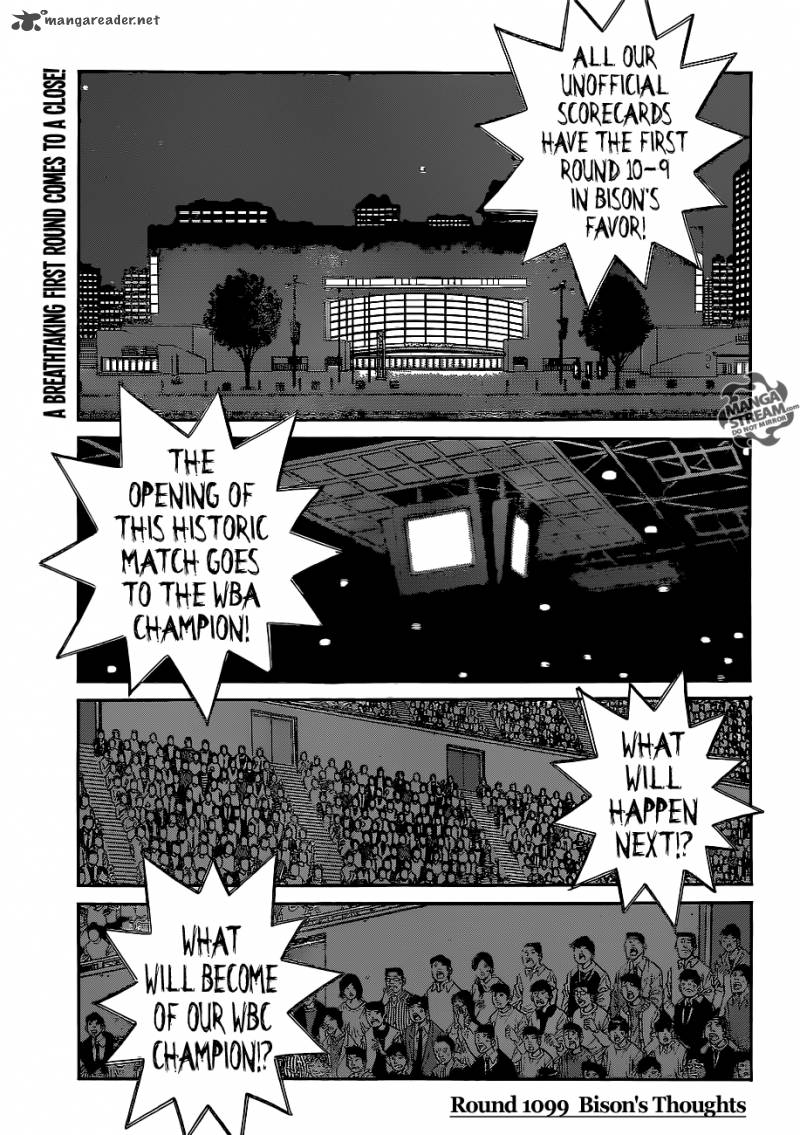 mangareader.net
A BREATHTAKING FIRST ROUND COMES TO A CLOSE!
ALL OUR
UNOFFICIAL
SCORECARDS
HAVE THE FIRST
ROUND 10-9
IN BISON'S
FAVOR!
MANGA
STREAM.com
DO NOT MIRROR
THE
OPENING OF
THIS HISTORIC
MATCH GOES
TO THE WBA
CHAMPION!
WHAT
WILL
HAPPEN
NEXT!?
WHAT
WILL BECOME
OF OUR WBC
CHAMPION!?
Round 1099 Bison's Thoughts